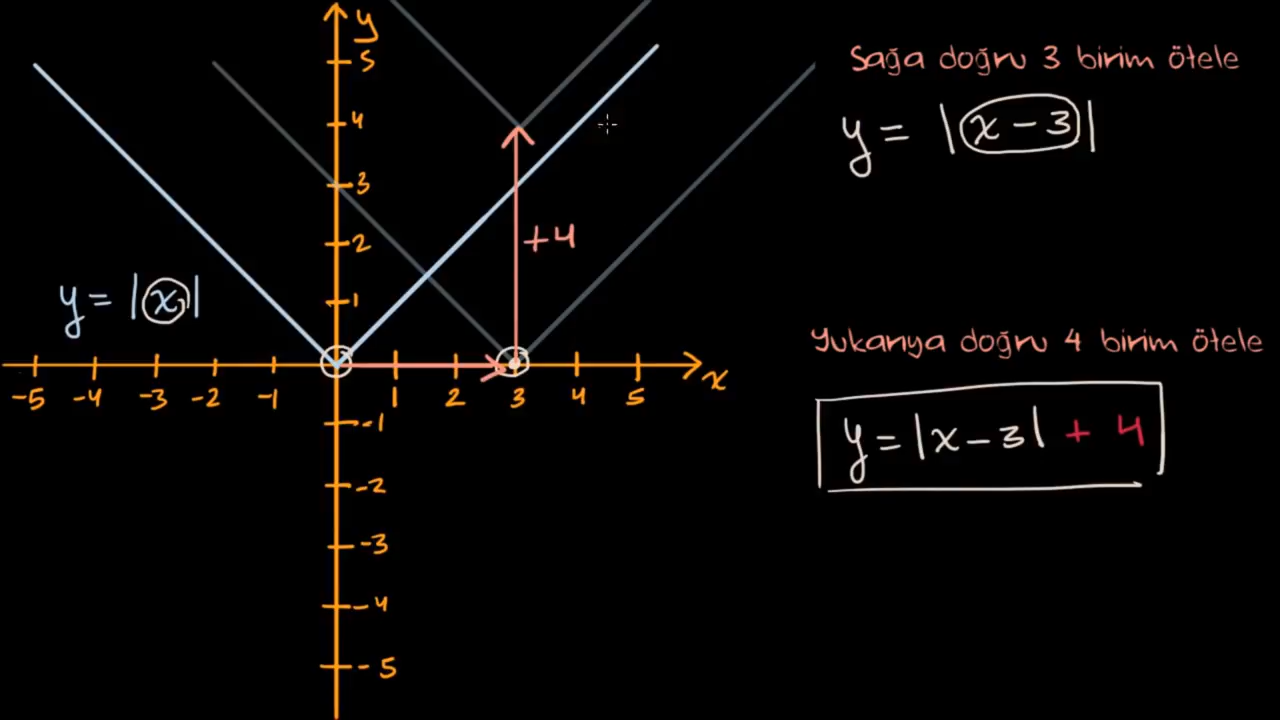 y
5
4
3
2
1
-5 -4 -3 -2 -1 1 2 3 4 5 x
-1
-2
-3
-4
-5
+4
y = |x|
Sağa doğru 3 birim ötele
y = |x - 3|
Yukarıya doğru 4 birim ötele
y = |x - 3| + 4